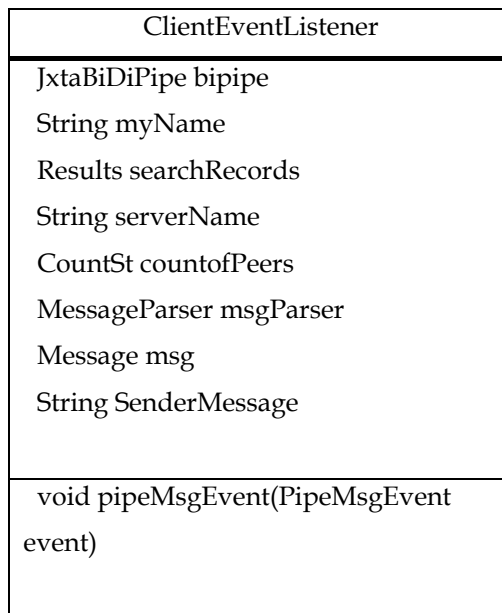 ClientEventListener
JxtaBiDiPipe bipipe
String myName
Results searchRecords
String serverName
CountSt countofPeers
MessageParser msgParser
Message msg
String SenderMessage
void pipeMsgEvent(PipeMsgEvent
event)